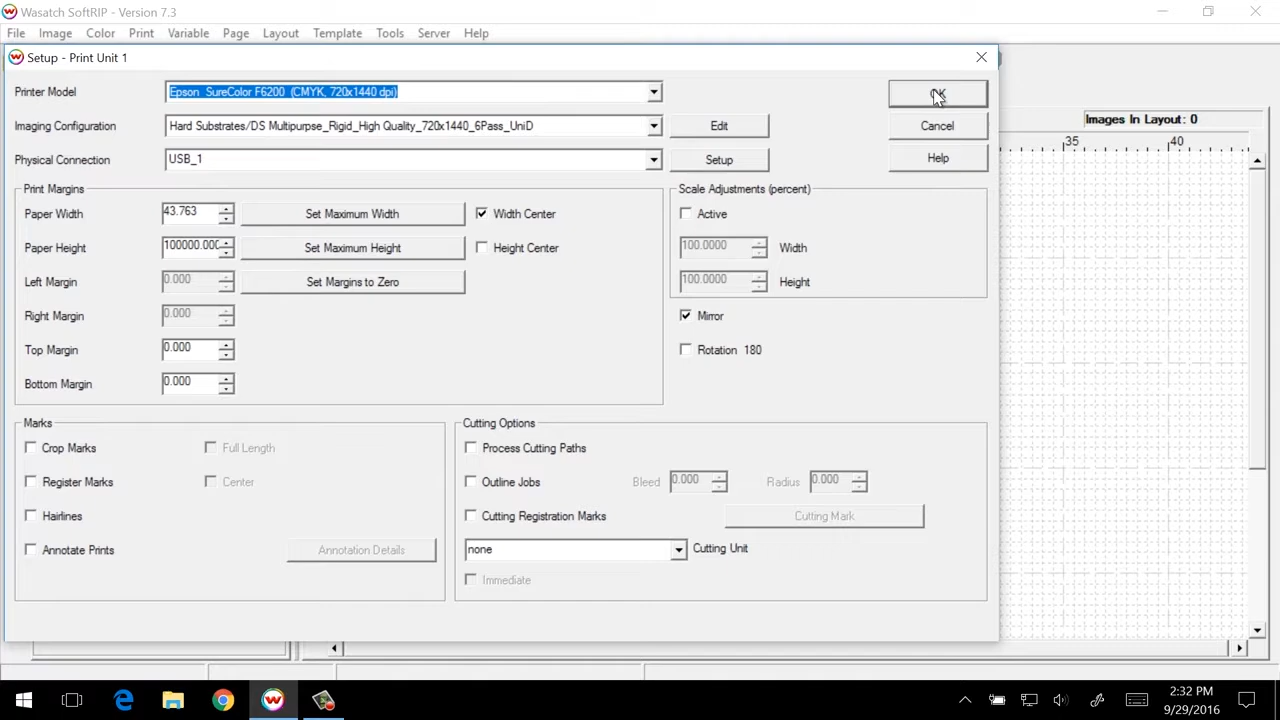 Wasatch SoftRIP - Version 7.3
File Image Color Print Variable Page Layout Template Tools Server Help
Setup - Print Unit 1
Printer Model Epson SureColor F6200 (CMYK, 720x1440 dpi) OK
Imaging Configuration Hard Substrates/DS Multipurpse_Rigid_High Quality_720x1440_6Pass_UniD Edit Cancel
Images In Layout: 0
Physical Connection USB_1 Setup Help
35 40
Print Margins Scale Adjustments (percent)
Paper Width 43.763 Set Maximum Width Width Center Active
Paper Height 100000.000 Set Maximum Height Height Center 100.0000 Width
Left Margin 0.000 Set Margins to Zero 100.0000 Height
Right Margin 0.000 Mirror
Top Margin 0.000 Rotation 180
Bottom Margin 0.000
Marks Cutting Options
Crop Marks Full Length Process Cutting Paths
Register Marks Center Outline Jobs Bleed 0.000 Radius 0.000
Hairlines Cutting Registration Marks Cutting Mark
Annotate Prints Annotation Details none Cutting Unit
Immediate
2:32 PM
9/29/2016